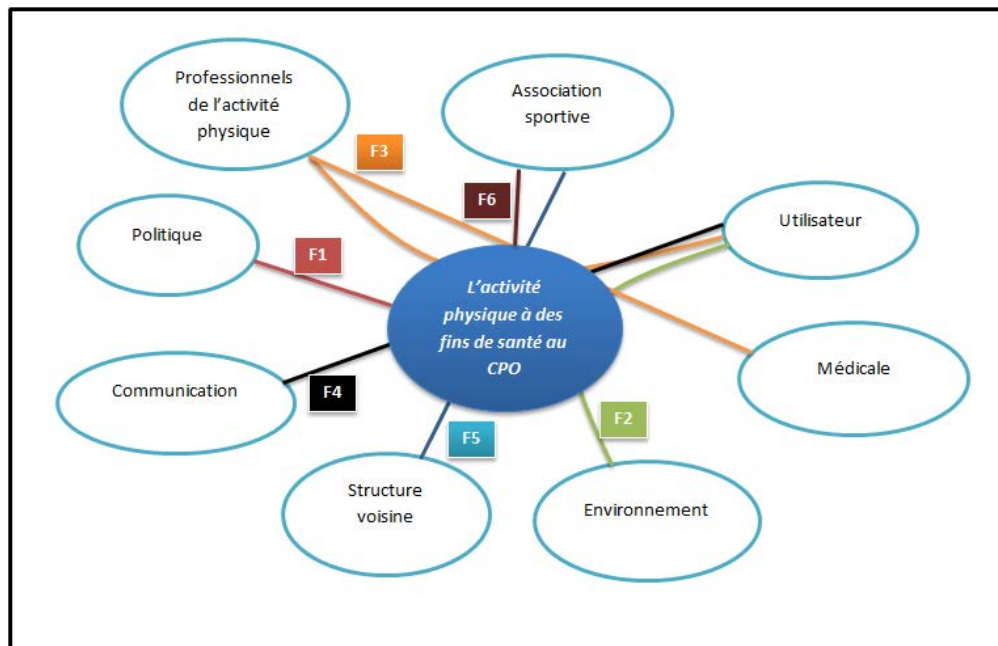 Professionnels
de l'activité
physique
Association
sportive
F3
F6
Utilisateur
Politique
F1
L'activité
physique à des
fins de santé au
CPO
Médicale
Communication
F4
F5
F2
Structure
voisine
Environnement